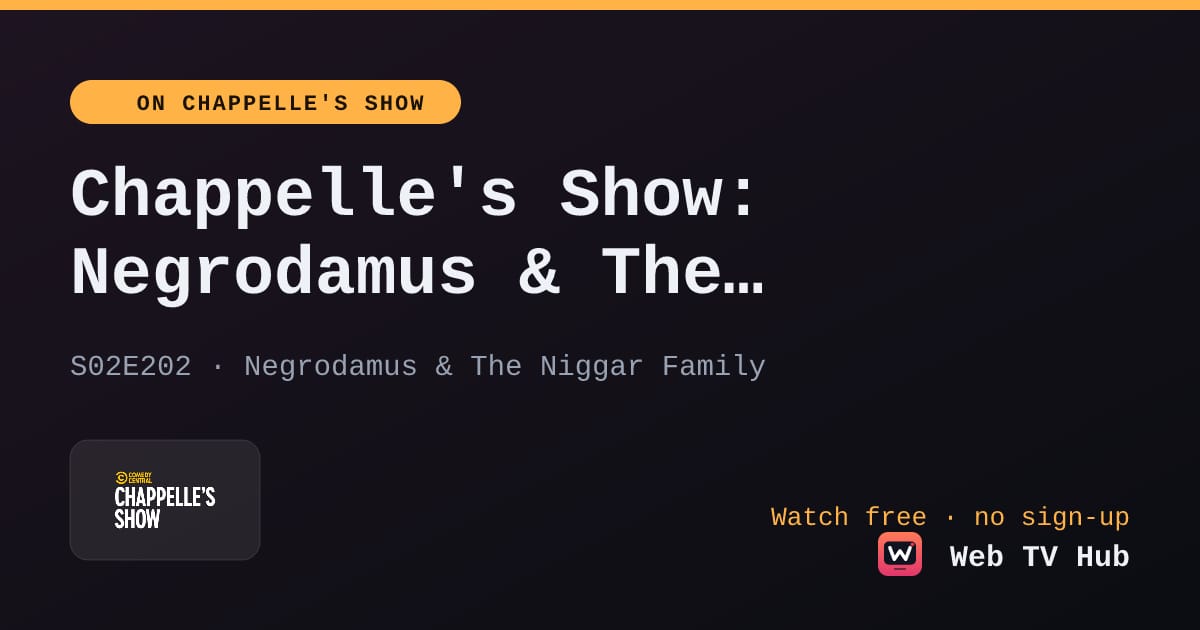 ON CHAPPELLE'S SHOW
Chappelle's Show:
Negrodamus & The…
S02E202 · Negrodamus & The Niggar Family
COMEDY
CENTRAL
CHAPPELLE'S
SHOW
Watch free · no sign-up
W
Web TV Hub